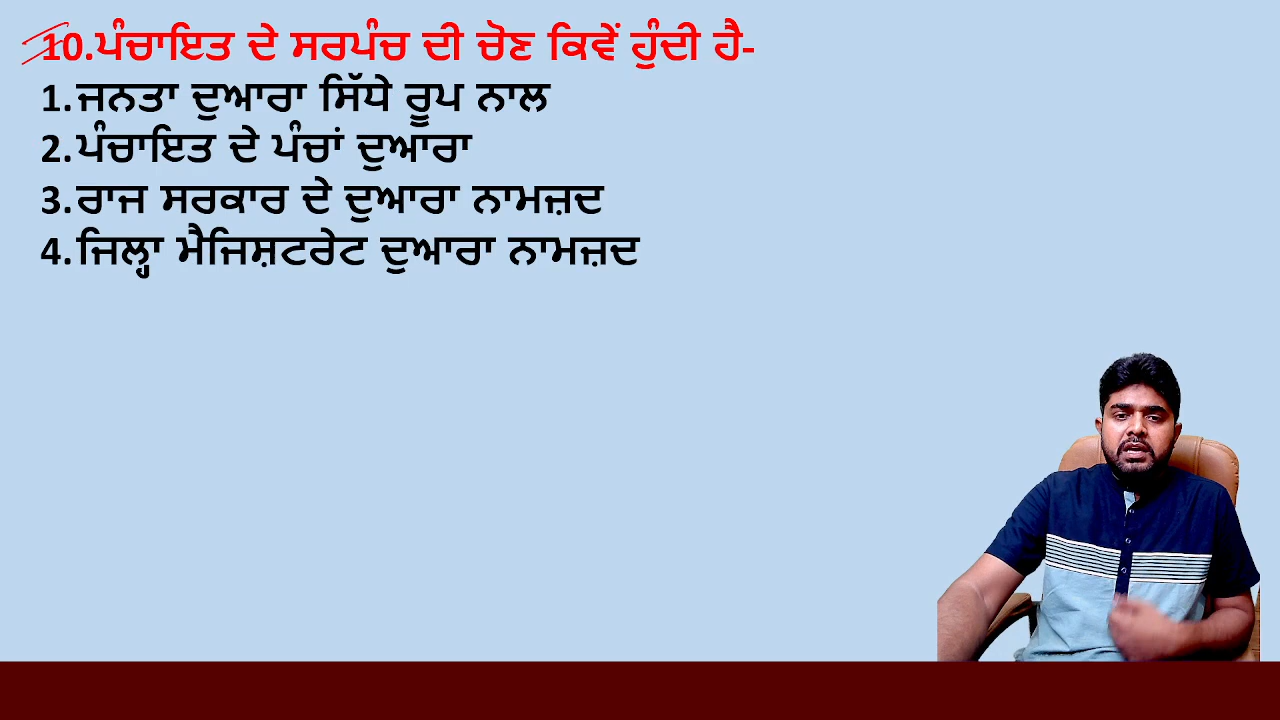 10.ਪੰਚਾਇਤ ਦੇ ਸਰਪੰਚ ਦੀ ਚੋਣ ਕਿਵੇਂ ਹੁੰਦੀ ਹੈ-
1.ਜਨਤਾ ਦੁਆਰਾ ਸਿੱਧੇ ਰੂਪ ਨਾਲ
2.ਪੰਚਾਇਤ ਦੇ ਪੰਚਾਂ ਦੁਆਰਾ
3.ਰਾਜ ਸਰਕਾਰ ਦੇ ਦੁਆਰਾ ਨਾਮਜ਼ਦ
4.ਜਿਲ੍ਹਾ ਮੈਜਿਸ਼ਟਰੇਟ ਦੁਆਰਾ ਨਾਮਜ਼ਦ